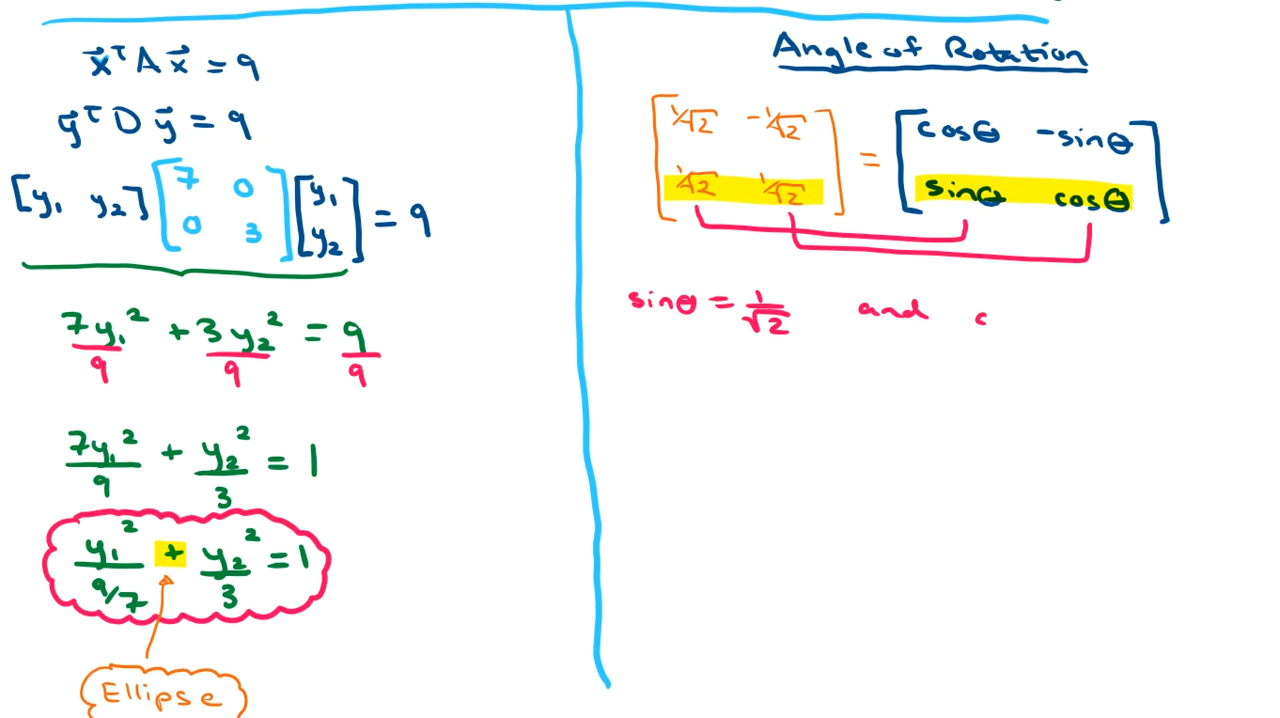 x⃗ᵀ A x⃗ = 9
y⃗ᵀ D y⃗ = 9
[y₁ y₂] [7 0; 0 3] [y₁; y₂] = 9
7y₁²/9 + 3y₂²/9 = 9/9
7y₁²/9 + y₂²/3 = 1
y₁²/(9/7) + y₂²/3 = 1
Ellipse
Angle of Rotation
[1/√2 -1/√2; 1/√2 1/√2] = [cosθ -sinθ; sinθ cosθ]
sinθ = 1/√2 and c